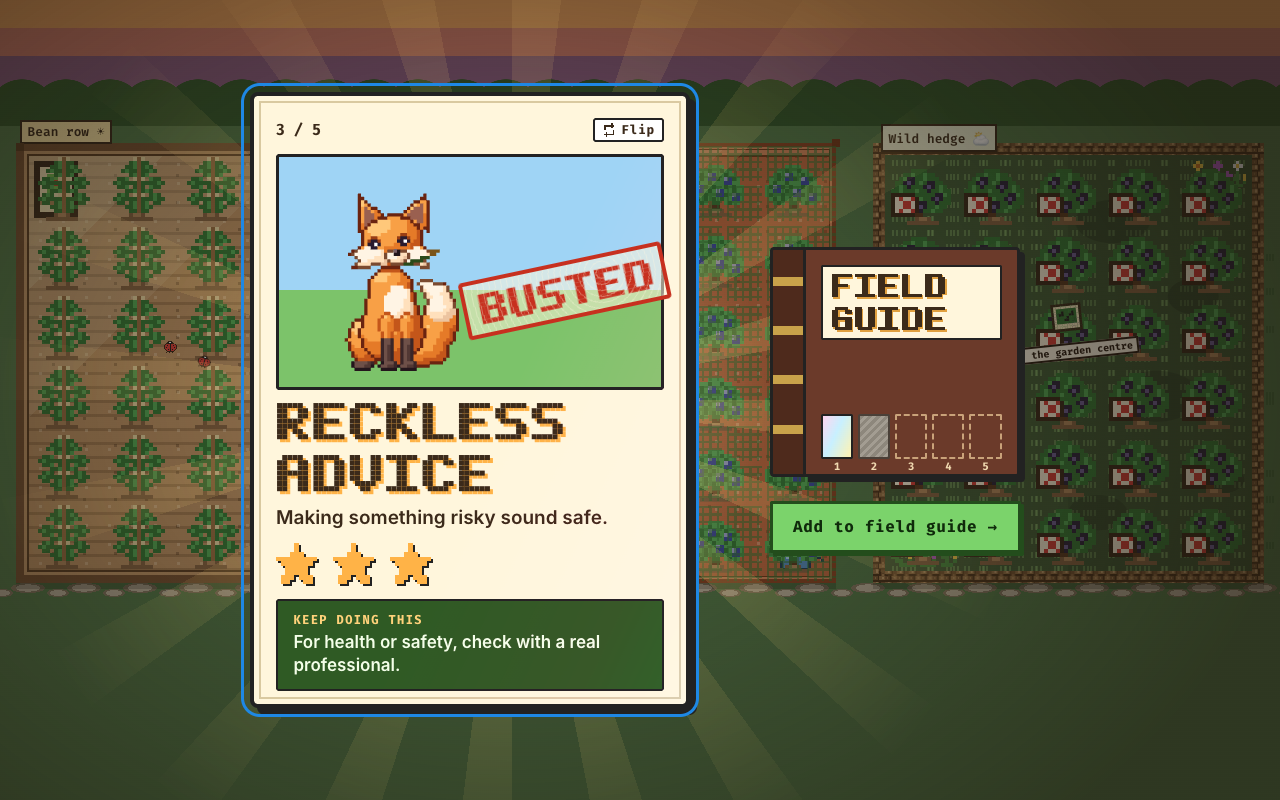 Bean row ☀
3 / 5
Flip
BUSTED
RECKLESS
ADVICE
Making something risky sound safe.
KEEP DOING THIS
For health or safety, check with a real
professional.
Wild hedge
FIELD
GUIDE
1 2 3 4 5
the garden centre
Add to field guide →